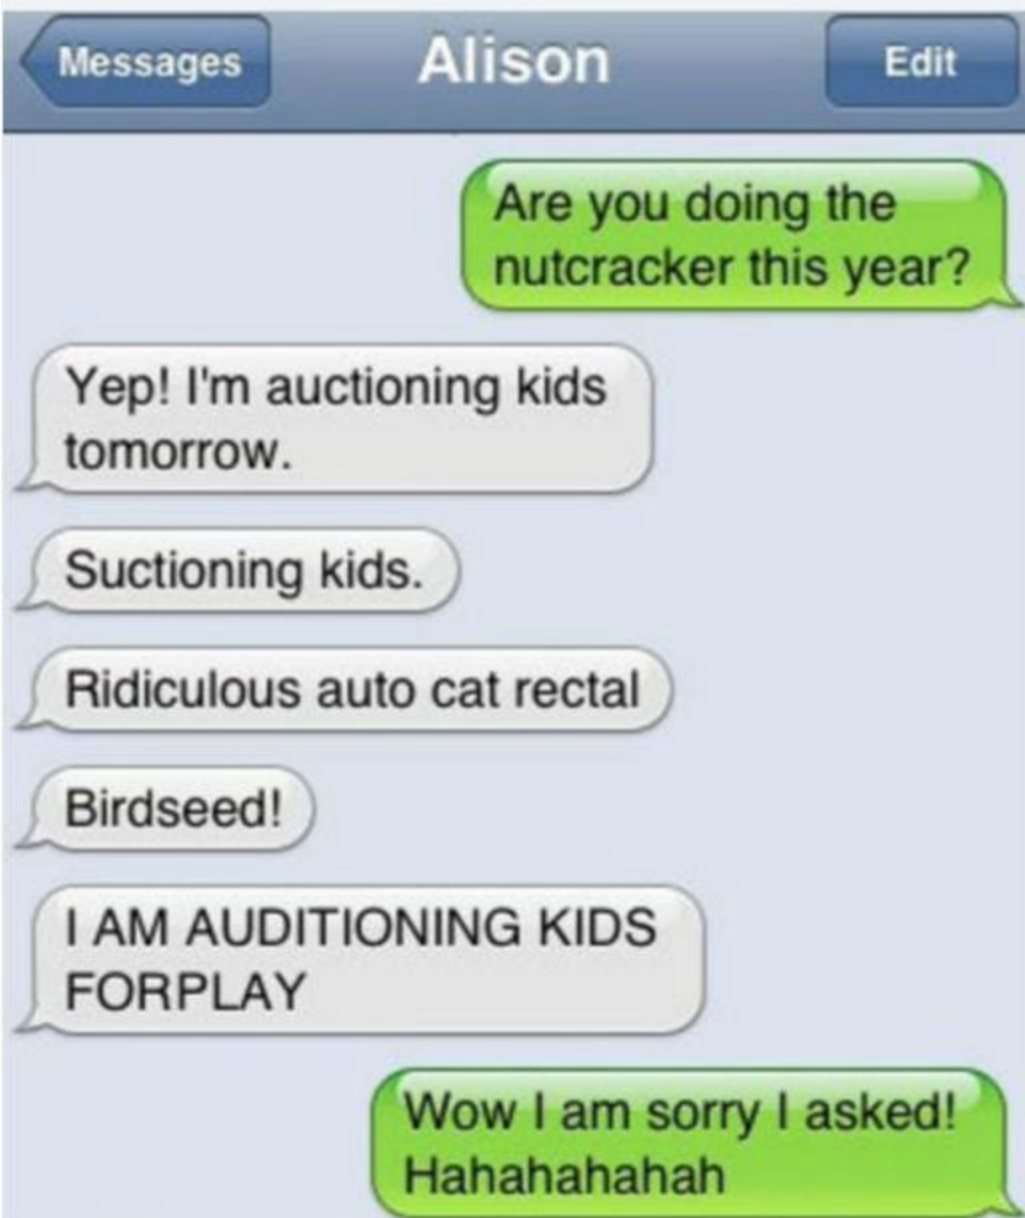 Messages
Alison
Edit
Are you doing the
nutcracker this year?
Yep! I'm auctioning kids
tomorrow.
Suctioning kids.
Ridiculous auto cat rectal
Birdseed!
I AM AUDITIONING KIDS
FORPLAY
Wow I am sorry I asked!
Hahahahahah